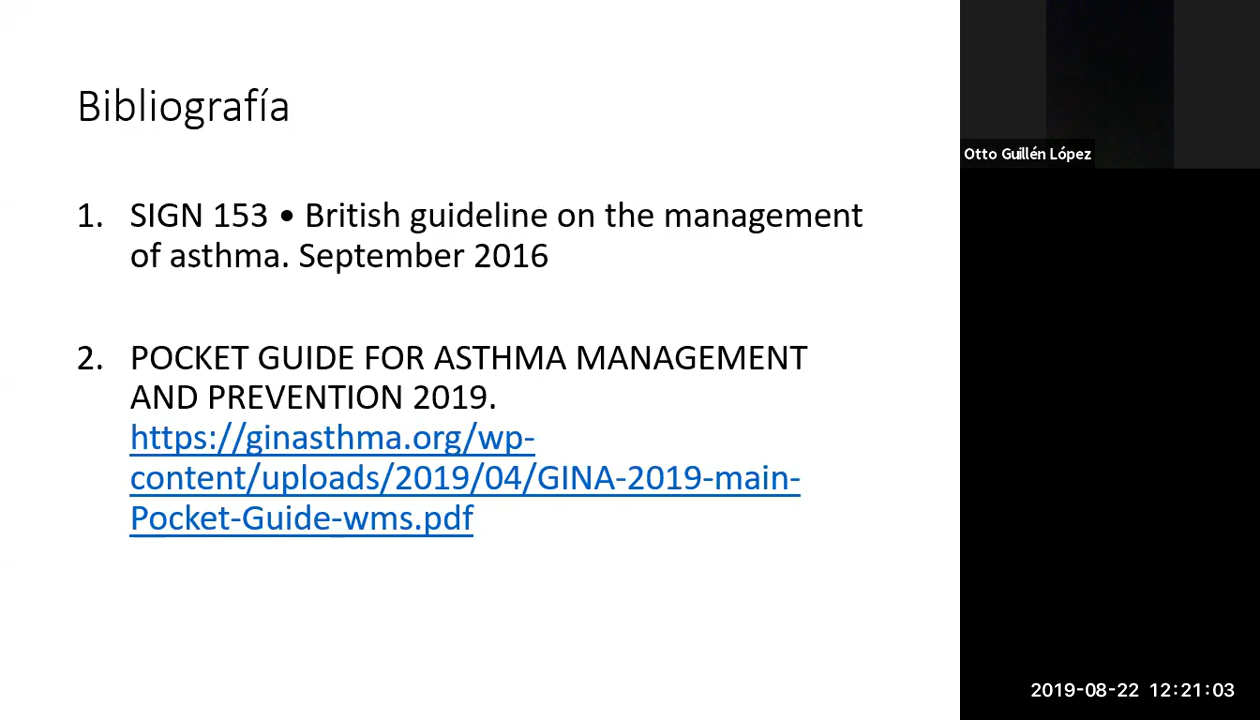 Bibliografía
1. SIGN 153 • British guideline on the management
of asthma. September 2016
2. POCKET GUIDE FOR ASTHMA MANAGEMENT
AND PREVENTION 2019.
https://ginasthma.org/wp-
content/uploads/2019/04/GINA-2019-main-
Pocket-Guide-wms.pdf
Otto Guillén López
2019-08-22 12:21:03